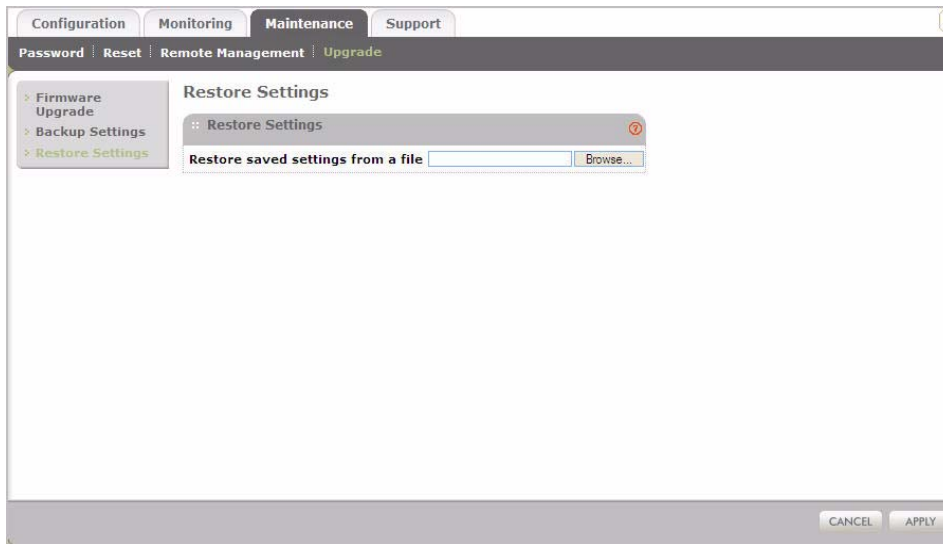 Configuration Monitoring Maintenance Support
Password Reset Remote Management Upgrade
Firmware
Upgrade
Backup Settings
Restore Settings
Restore Settings
Restore Settings
?
Restore saved settings from a file Browse...
CANCEL APPLY